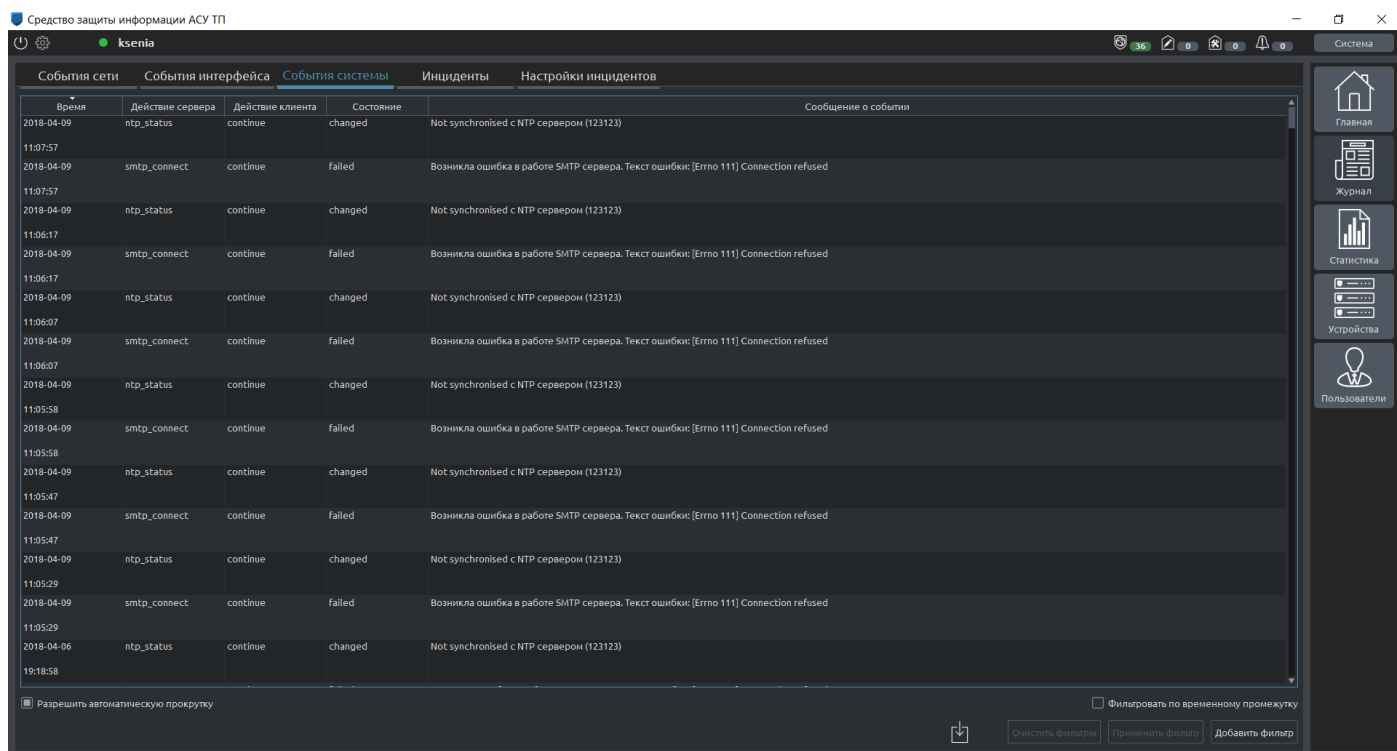 Средство защиты информации АСУ ТП
ksenia 36 0 0 0 Система
События сети События интерфейса События системы Инциденты Настройки инцидентов
Время Действие сервера Действие клиента Состояние Сообщение о событии
2018-04-09 ntp_status continue changed Not synchronised с NTP сервером (123123)
11:07:57
2018-04-09 smtp_connect continue failed Возникла ошибка в работе SMTP сервера. Текст ошибки: [Errno 111] Connection refused
11:07:57
2018-04-09 ntp_status continue changed Not synchronised с NTP сервером (123123)
11:06:17
2018-04-09 smtp_connect continue failed Возникла ошибка в работе SMTP сервера. Текст ошибки: [Errno 111] Connection refused
11:06:17
2018-04-09 ntp_status continue changed Not synchronised с NTP сервером (123123)
11:06:07
2018-04-09 smtp_connect continue failed Возникла ошибка в работе SMTP сервера. Текст ошибки: [Errno 111] Connection refused
11:06:07
2018-04-09 ntp_status continue changed Not synchronised с NTP сервером (123123)
11:05:58
2018-04-09 smtp_connect continue failed Возникла ошибка в работе SMTP сервера. Текст ошибки: [Errno 111] Connection refused
11:05:58
2018-04-09 ntp_status continue changed Not synchronised с NTP сервером (123123)
11:05:47
2018-04-09 smtp_connect continue failed Возникла ошибка в работе SMTP сервера. Текст ошибки: [Errno 111] Connection refused
11:05:47
2018-04-09 ntp_status continue changed Not synchronised с NTP сервером (123123)
11:05:29
2018-04-09 smtp_connect continue failed Возникла ошибка в работе SMTP сервера. Текст ошибки: [Errno 111] Connection refused
11:05:29
2018-04-06 ntp_status continue changed Not synchronised с NTP сервером (123123)
19:18:58
Разрешить автоматическую прокрутку Фильтровать по временному промежутку
Очистить фильтры Применить фильтр Добавить фильтр
Главная
Журнал
Статистика
Устройства
Пользователи